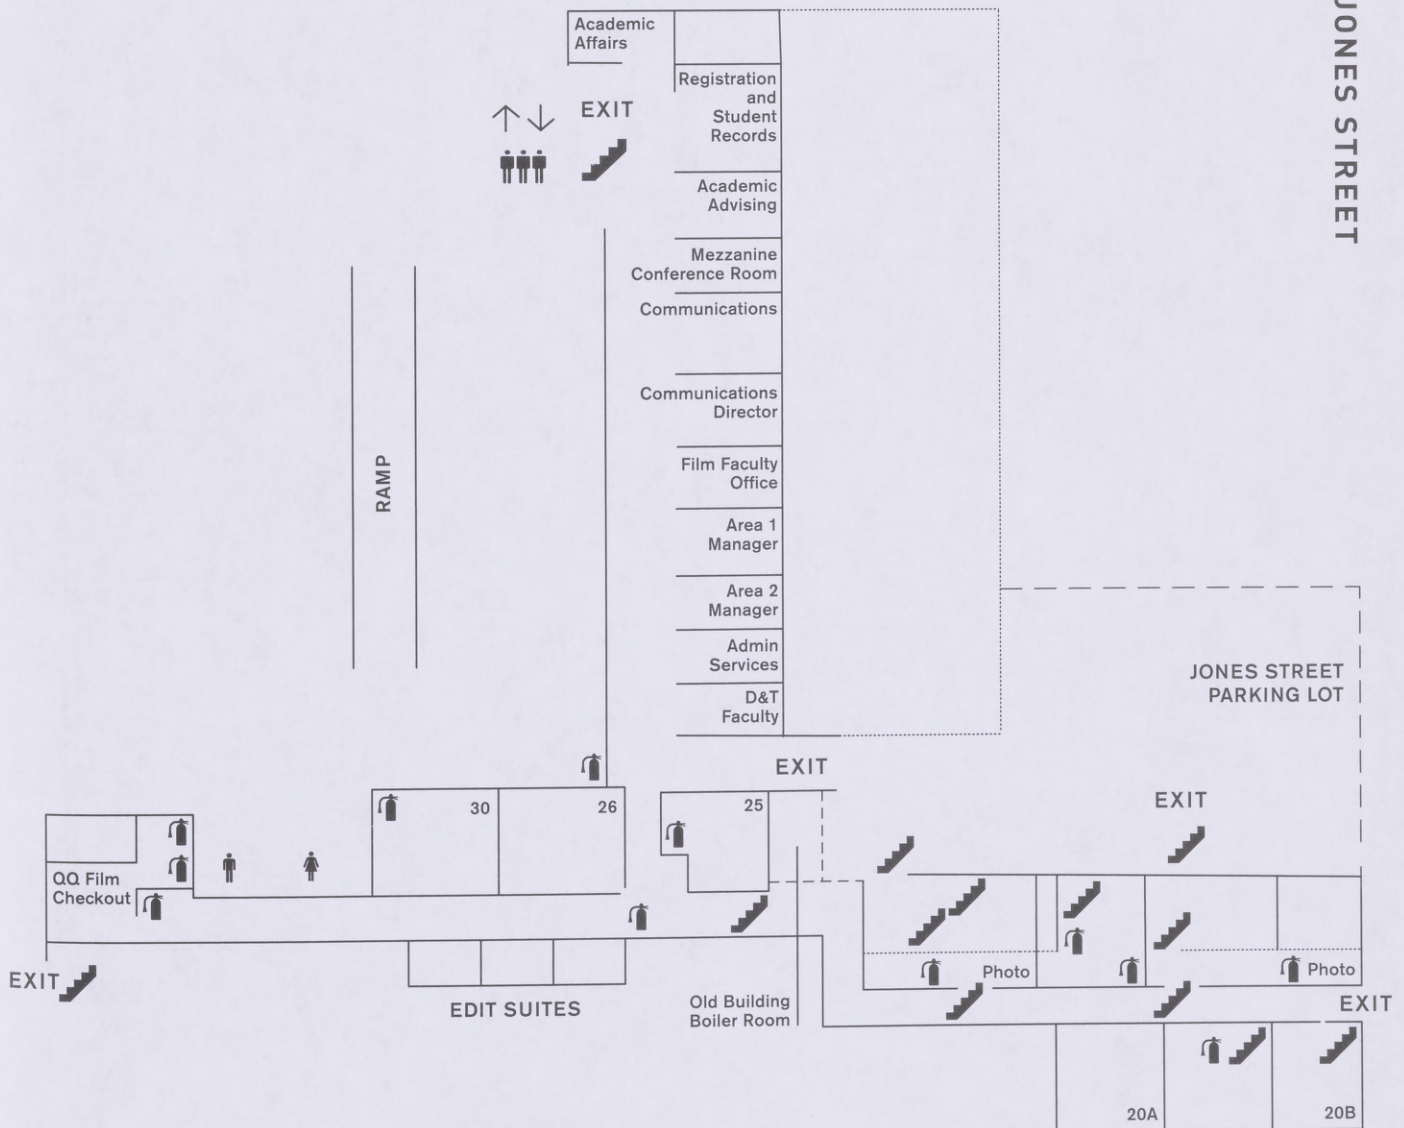 JONES STREET
Academic
Affairs
Registration
and
Student
Records
EXIT
Academic
Advising
Mezzanine
Conference Room
Communications
Communications
Director
RAMP
Film Faculty
Office
Area 1
Manager
Area 2
Manager
Admin
Services
D&T
Faculty
JONES STREET
PARKING LOT
EXIT
EXIT
30
26
25
QQ Film
Checkout
EXIT
EDIT SUITES
Old Building
Boiler Room
Photo
Photo
EXIT
20A
20B